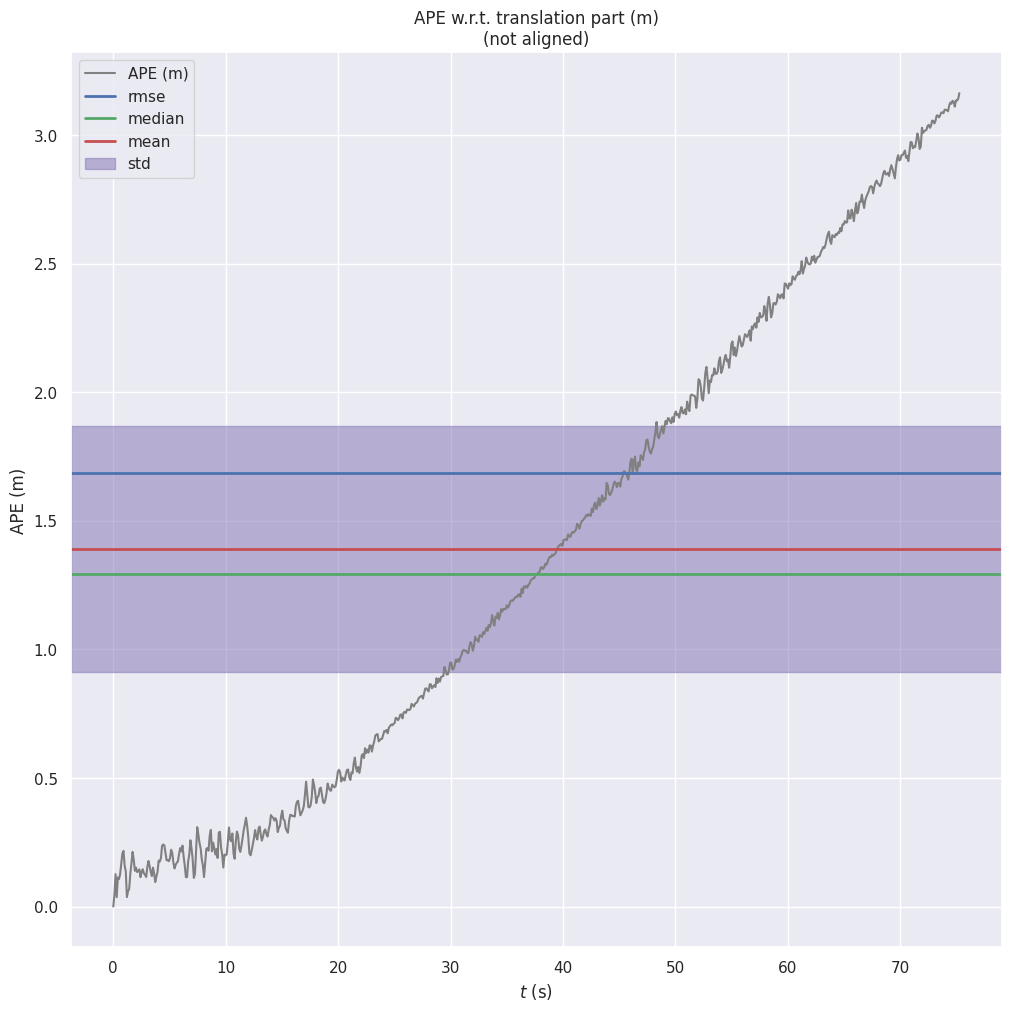 APE w.r.t. translation part (m)
(not aligned)
APE (m)
rmse
median
mean
std
APE (m)
3.0
2.5
2.0
1.5
1.0
0.5
0.0
0 10 20 30 40 50 60 70
t (s)